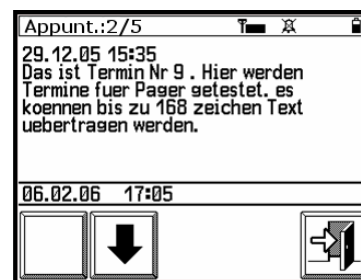 Appunt.:2/5
29.12.05 15:35
Das ist Termin Nr 9 . Hier werden
Termine fuer Pager getestet. es
koennen bis zu 168 zeichen Text
uebertragen werden.
06.02.06 17:05